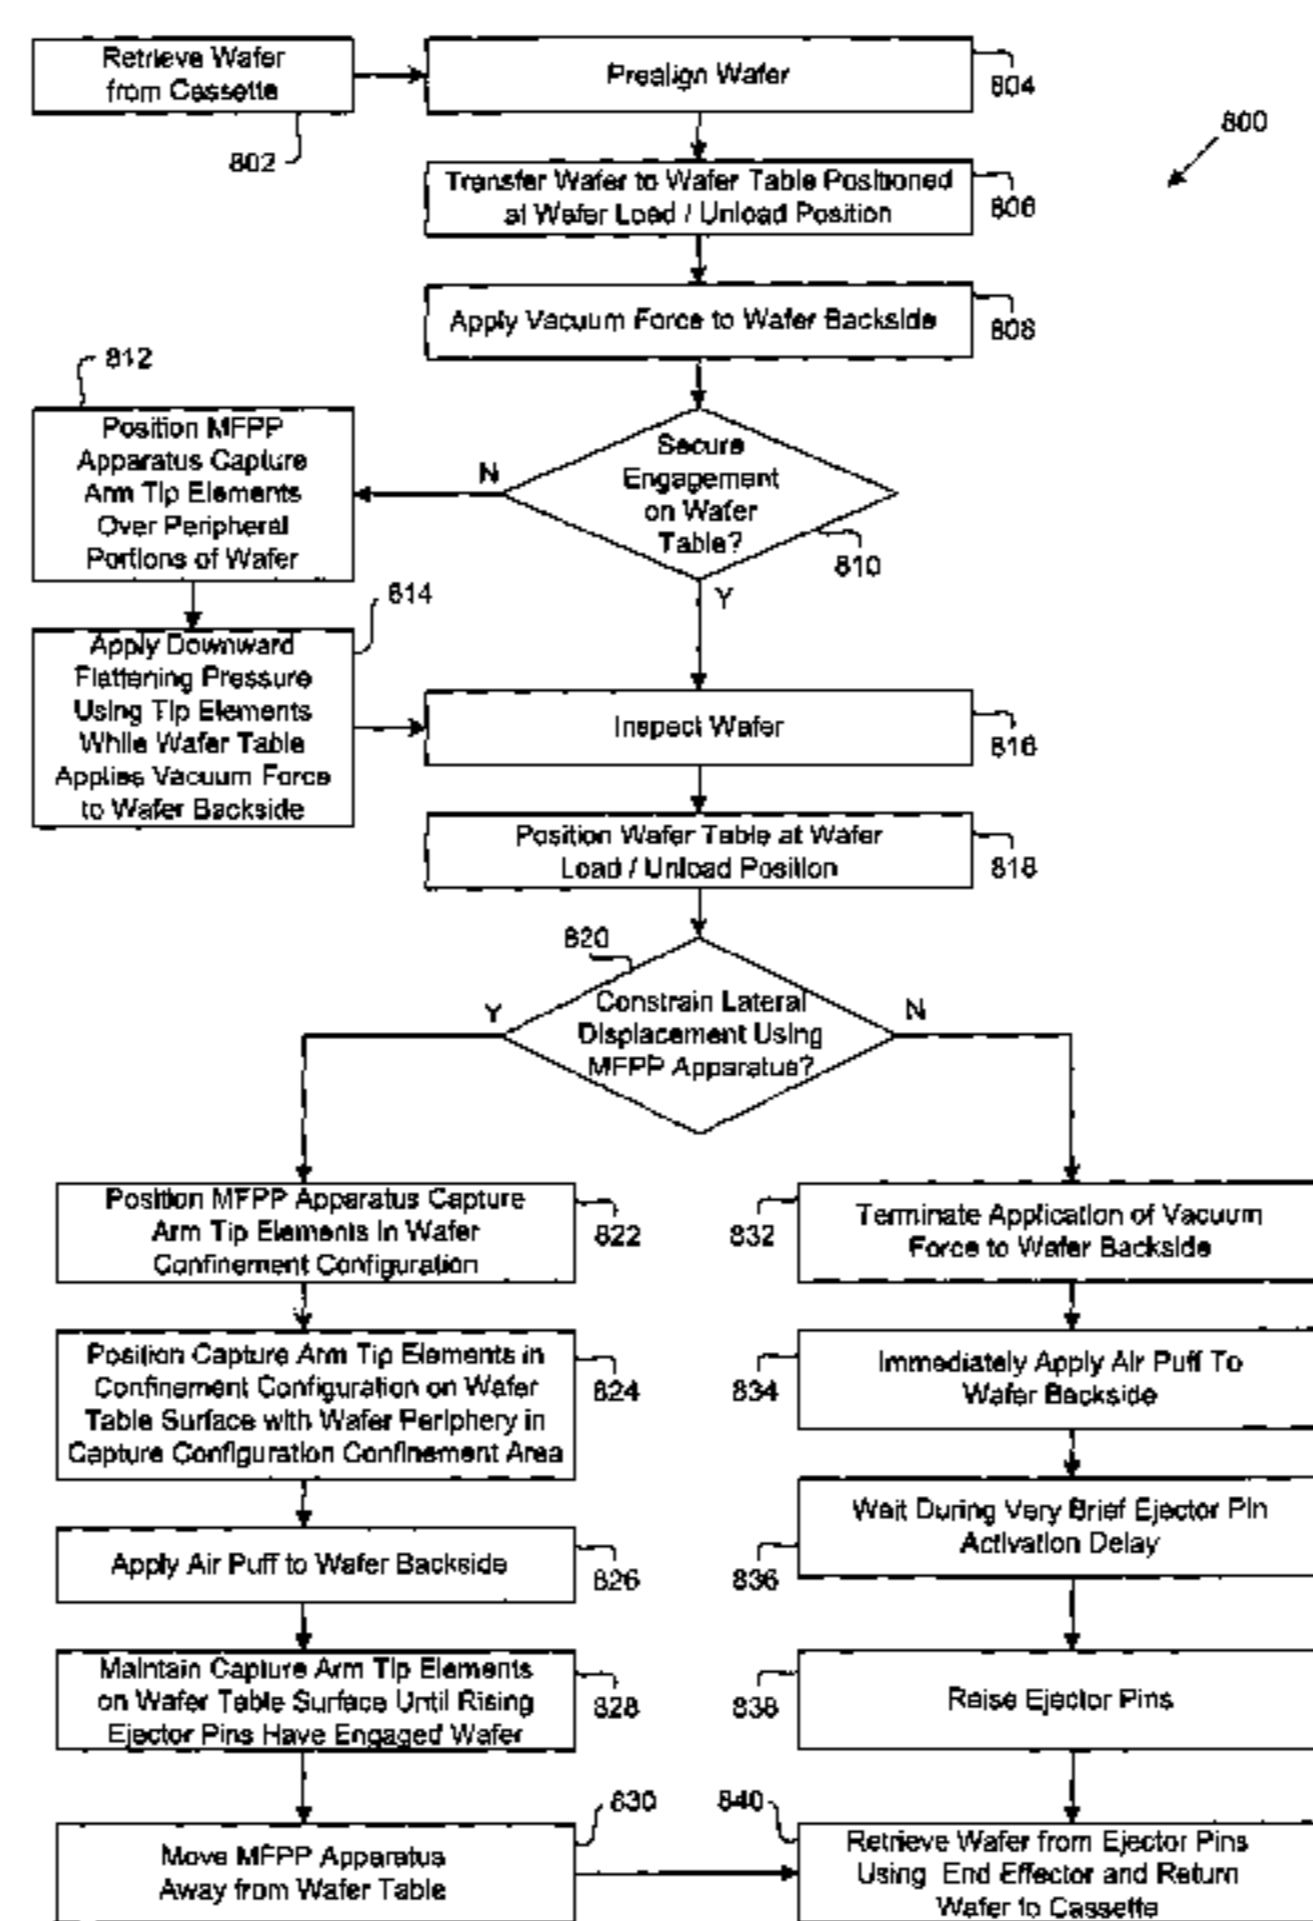 Retrieve Wafer
from Cassette
802
Prealign Wafer
804
800
Transfer Wafer to Wafer Table Positioned
at Wafer Load / Unload Position
806
Apply Vacuum Force to Wafer Backside
808
812
Position MFPP
Apparatus Capture
Arm Tip Elements
Over Peripheral
Portions of Wafer
N
Secure
Engagement
on Wafer
Table?
810
Y
814
Apply Downward
Flattening Pressure
Using Tip Elements
While Wafer Table
Applies Vacuum Force
to Wafer Backside
Inspect Wafer
816
Position Wafer Table at Wafer
Load / Unload Position
818
820
Constrain Lateral
Displacement Using
MFPP Apparatus?
Y
N
Position MFPP Apparatus Capture
Arm Tip Elements in Wafer
Confinement Configuration
822
Position Capture Arm Tip Elements in
Confinement Configuration on Wafer
Table Surface with Wafer Periphery in
Capture Configuration Confinement Area
824
Apply Air Puff to Wafer Backside
826
Maintain Capture Arm Tip Elements
on Wafer Table Surface Until Rising
Ejector Pins Have Engaged Wafer
828
Move MFPP Apparatus
Away from Wafer Table
830
832
Terminate Application of Vacuum
Force to Wafer Backside
834
Immediately Apply Air Puff To
Wafer Backside
836
Wait During Very Brief Ejector Pin
Activation Delay
838
Raise Ejector Pins
840
Retrieve Wafer from Ejector Pins
Using End Effector and Return
Wafer to Cassette